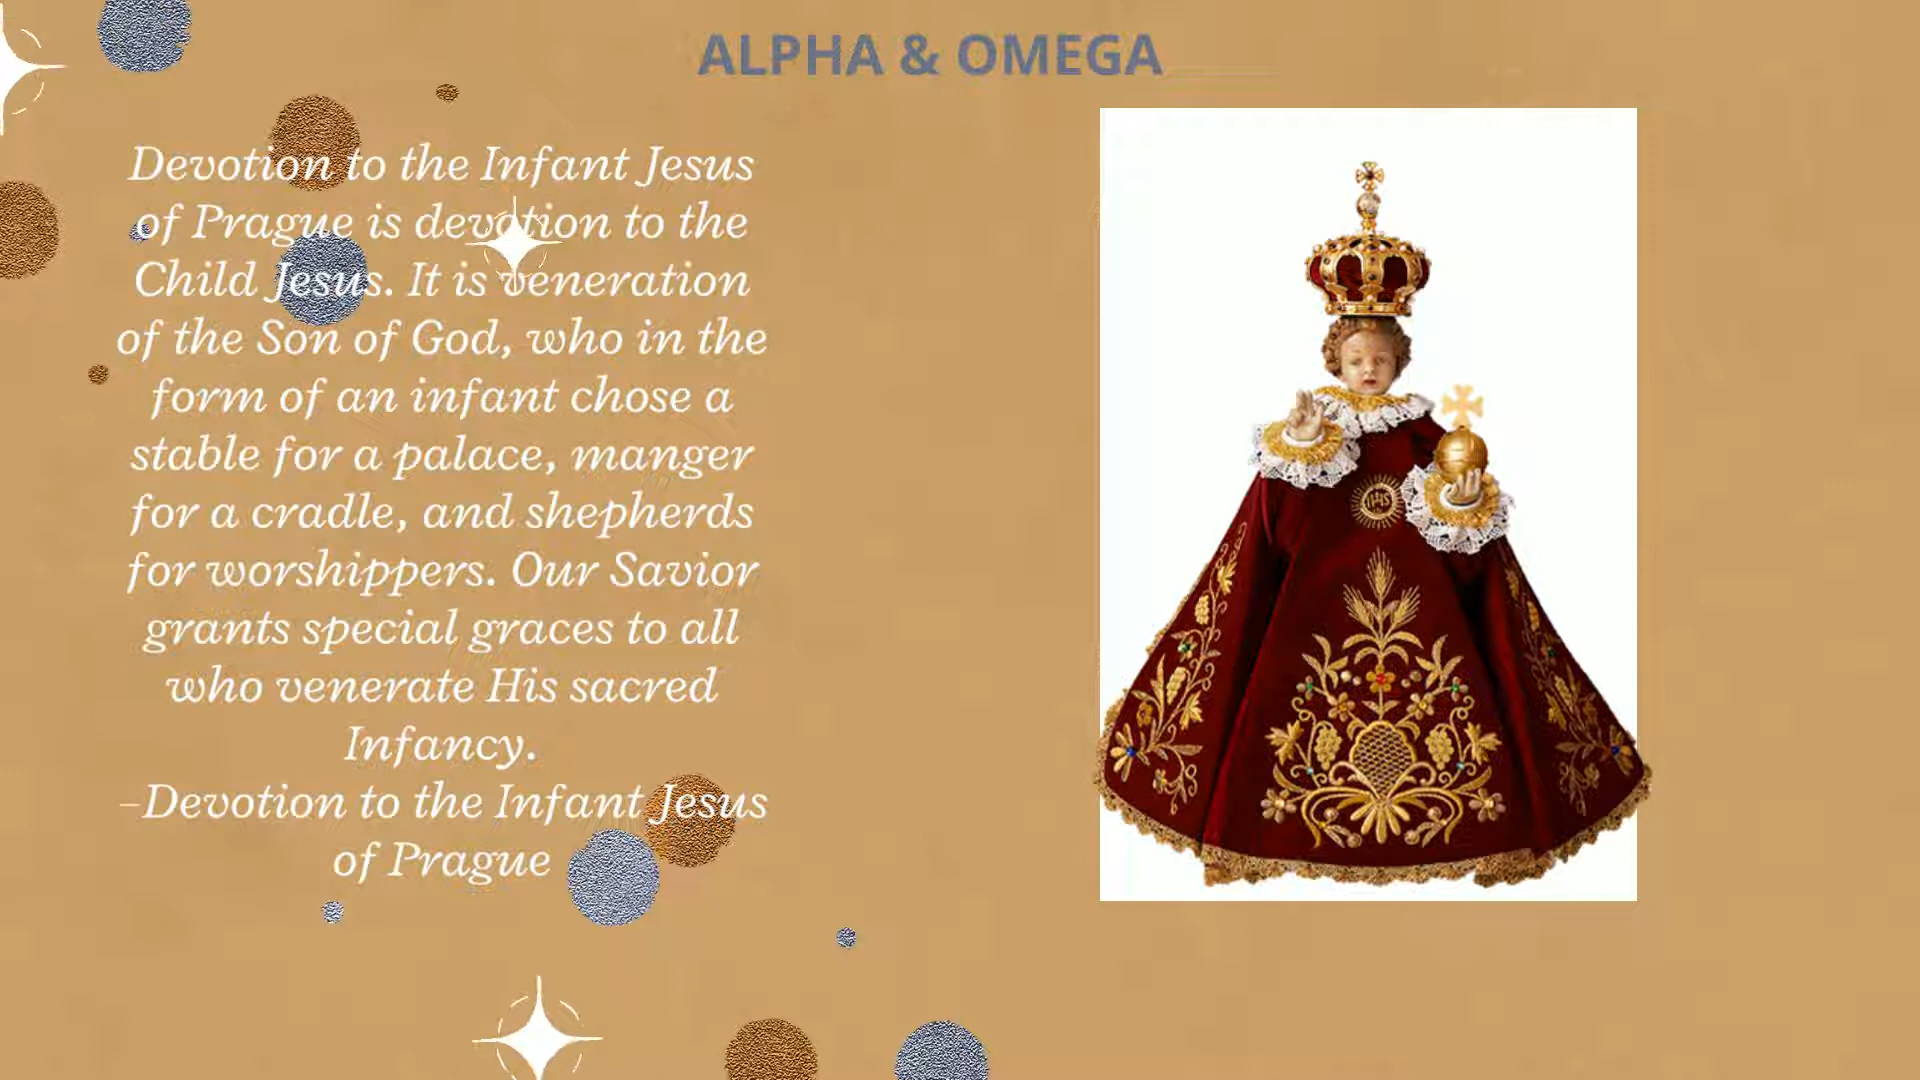 ALPHA & OMEGA
Devotion to the Infant Jesus
of Prague is devotion to the
Child Jesus. It is veneration
of the Son of God, who in the
form of an infant chose a
stable for a palace, manger
for a cradle, and shepherds
for worshippers. Our Savior
grants special graces to all
who venerate His sacred
Infancy.
–Devotion to the Infant Jesus
of Prague
IHS